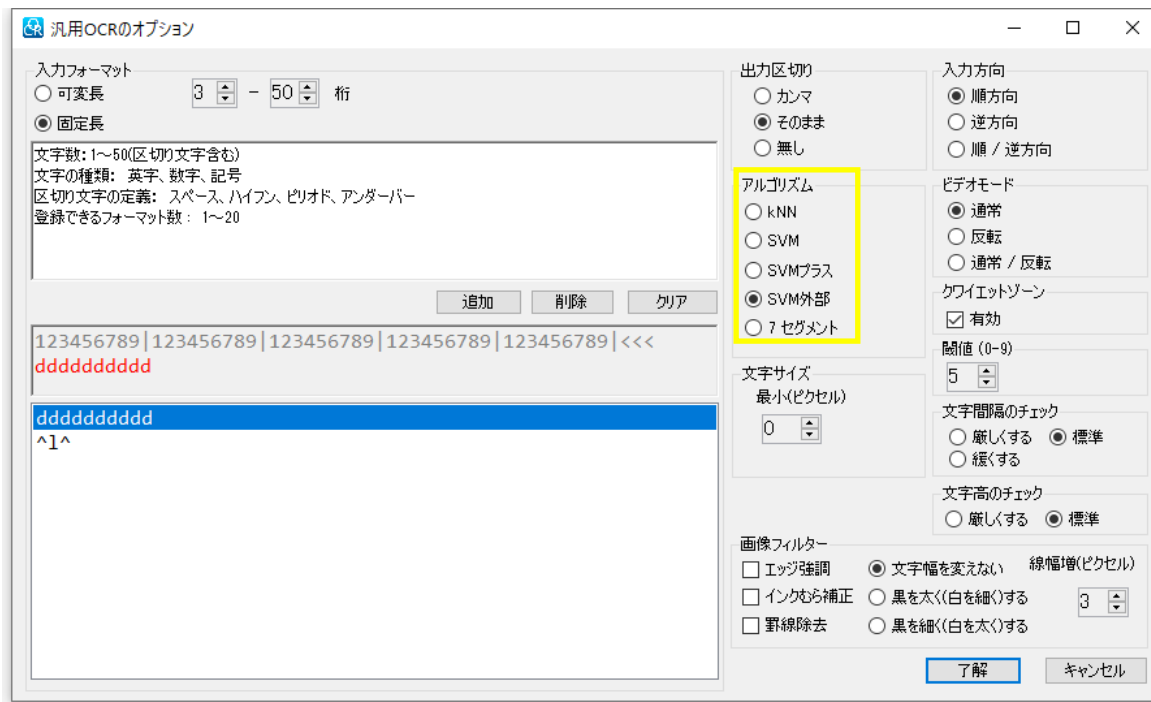 汎用OCRのオプション
入力フォーマット
可変長 3 - 50 桁
固定長
文字数:1～50(区切り文字含む)
文字の種類: 英字、数字、記号
区切り文字の定義: スペース、ハイフン、ピリオド、アンダーバー
登録できるフォーマット数: 1～20
追加 削除 クリア
123456789|123456789|123456789|123456789|123456789|<<<
dddddddddd
dddddddddd
^l^
出力区切り
カンマ
そのまま
無し
アルゴリズム
kNN
SVM
SVMプラス
SVM外部
7 セグメント
文字サイズ
最小(ピクセル)
0
入力方向
順方向
逆方向
順 / 逆方向
ビデオモード
通常
反転
通常 / 反転
クワイエットゾーン
有効
閾値 (0-9)
5
文字間隔のチェック
厳しくする 標準
緩くする
文字高のチェック
厳しくする 標準
画像フィルター
エッジ強調 文字幅を変えない 線幅増(ピクセル)
インクむら補正 黒を太く(白を細く)する 3
罫線除去 黒を細く(白を太く)する
了解 キャンセル